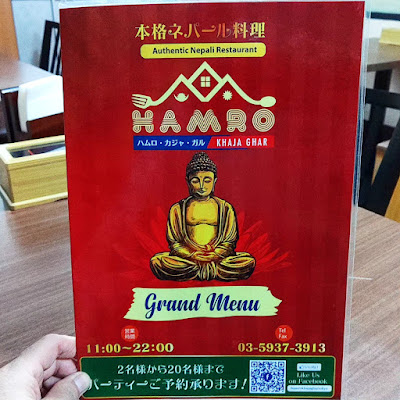 本格ネパール料理
Authentic Nepali Restaurant
HAMRO
ハムロ・カジャ・ガル / KHAJA GHAR
Grand Menu
営業時間
11:00〜22:00
Tel
Fax
03-5937-3913
2名様から20名様まで
パーティーご予約承ります!
Like Us
on Facebook